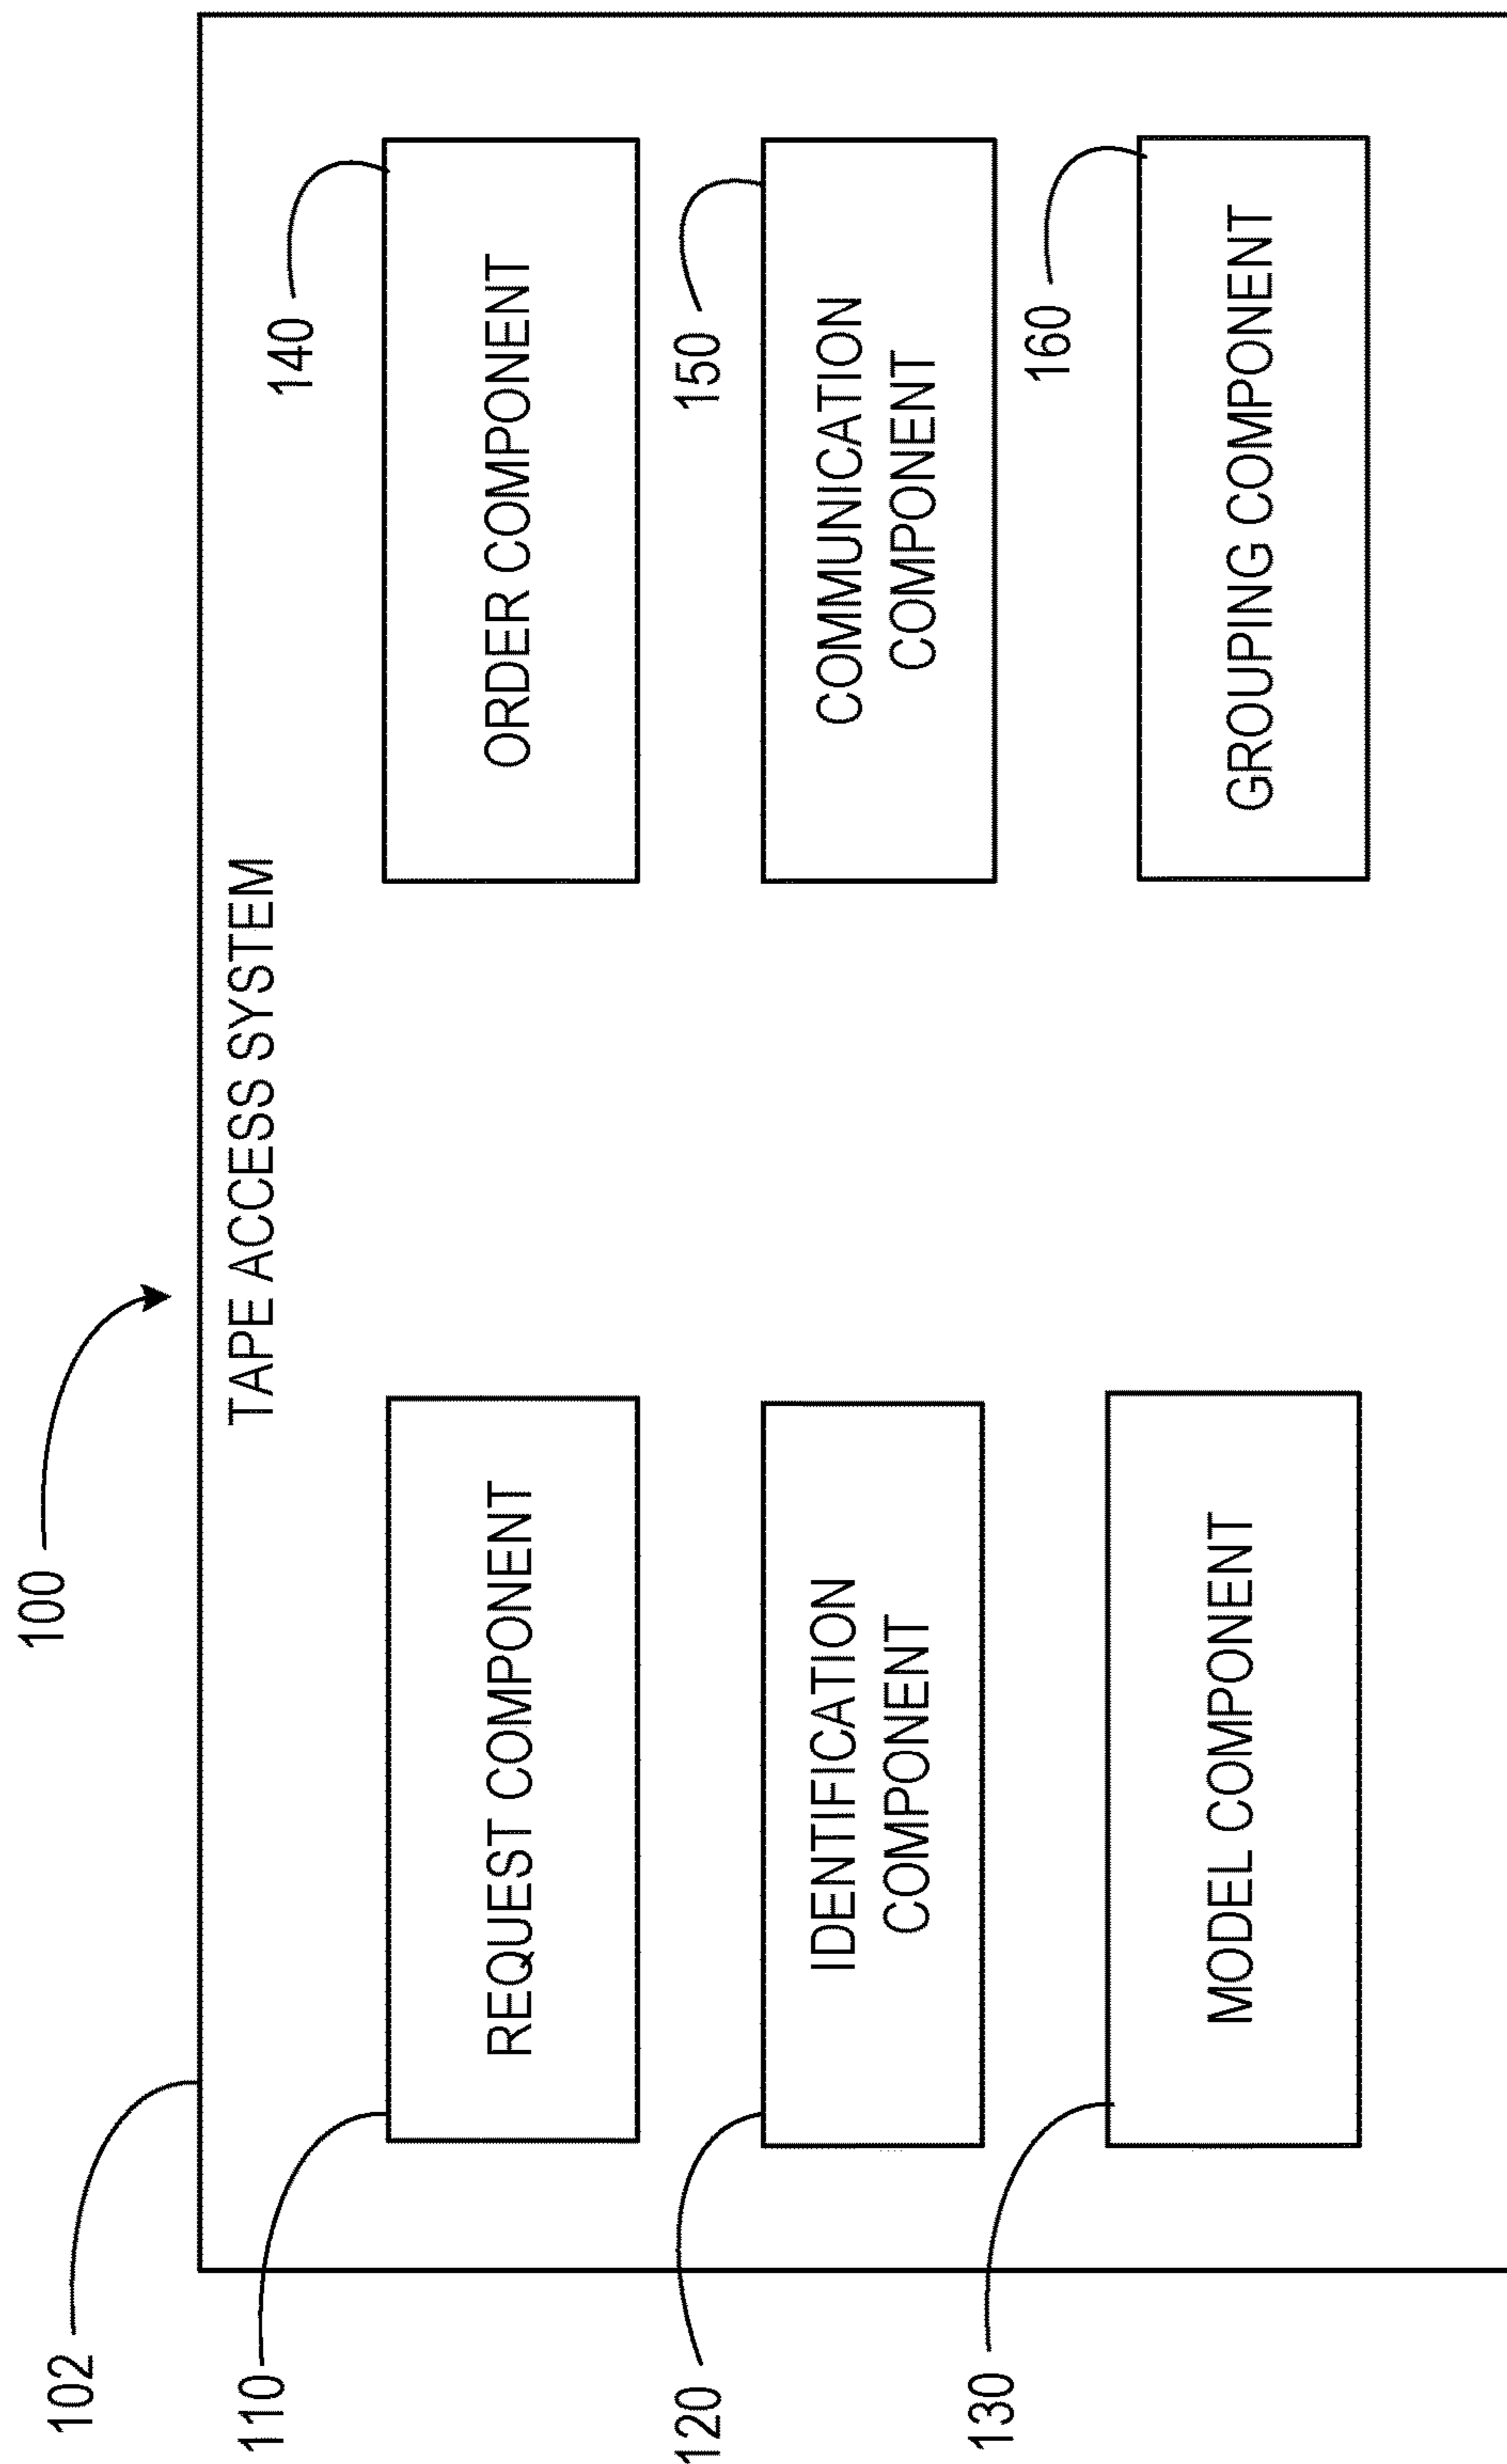 100
102
TAPE ACCESS SYSTEM
110
REQUEST COMPONENT
120
IDENTIFICATION
COMPONENT
130
MODEL COMPONENT
140
ORDER COMPONENT
150
COMMUNICATION
COMPONENT
160
GROUPING COMPONENT